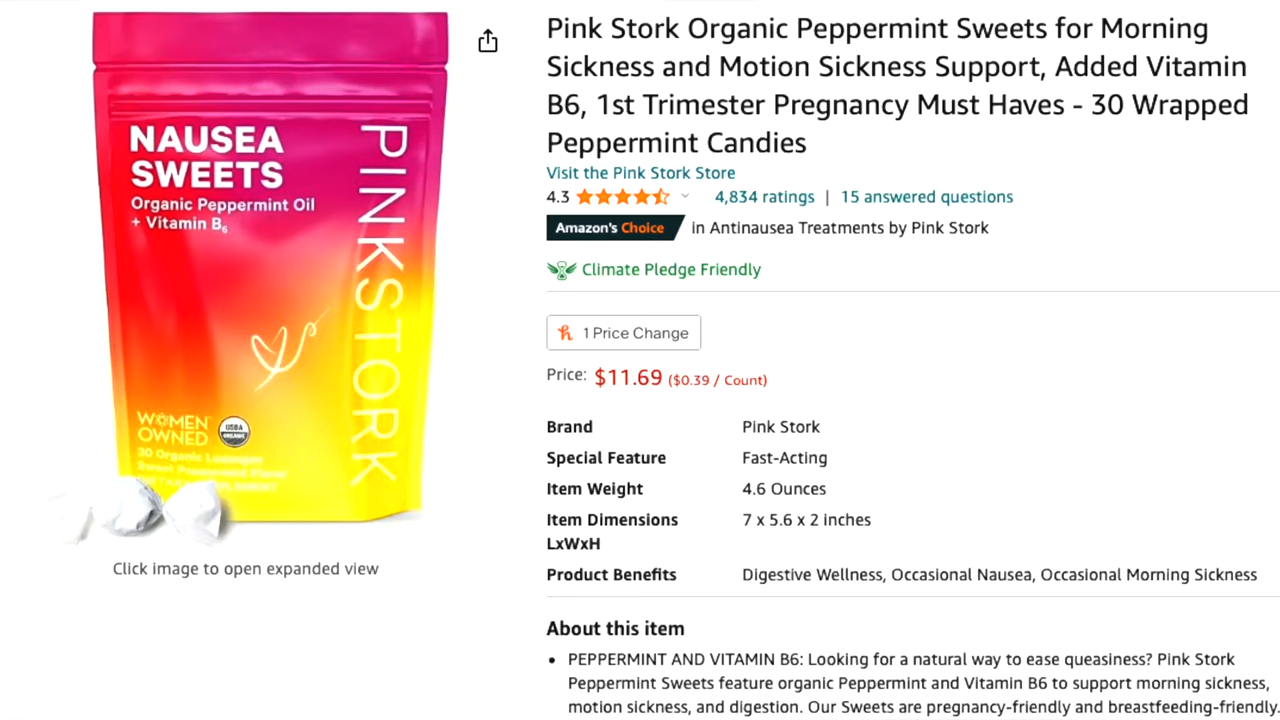 NAUSEA
SWEETS
Organic Peppermint Oil
+ Vitamin B6
PINKSTORK
WOMEN
OWNED
USDA
ORGANIC
30 Organic Lozenges
Sweet Peppermint Flavor
Click image to open expanded view
Pink Stork Organic Peppermint Sweets for Morning
Sickness and Motion Sickness Support, Added Vitamin
B6, 1st Trimester Pregnancy Must Haves - 30 Wrapped
Peppermint Candies
Visit the Pink Stork Store
4.3
4,834 ratings | 15 answered questions
Amazon's Choice in Antinausea Treatments by Pink Stork
Climate Pledge Friendly
1 Price Change
Price: $11.69 ($0.39 / Count)
Brand Pink Stork
Special Feature Fast-Acting
Item Weight 4.6 Ounces
Item Dimensions 7 x 5.6 x 2 inches
LxWxH
Product Benefits Digestive Wellness, Occasional Nausea, Occasional Morning Sickness
About this item
• PEPPERMINT AND VITAMIN B6: Looking for a natural way to ease queasiness? Pink Stork
Peppermint Sweets feature organic Peppermint and Vitamin B6 to support morning sickness,
motion sickness, and digestion. Our Sweets are pregnancy-friendly and breastfeeding-friendly.